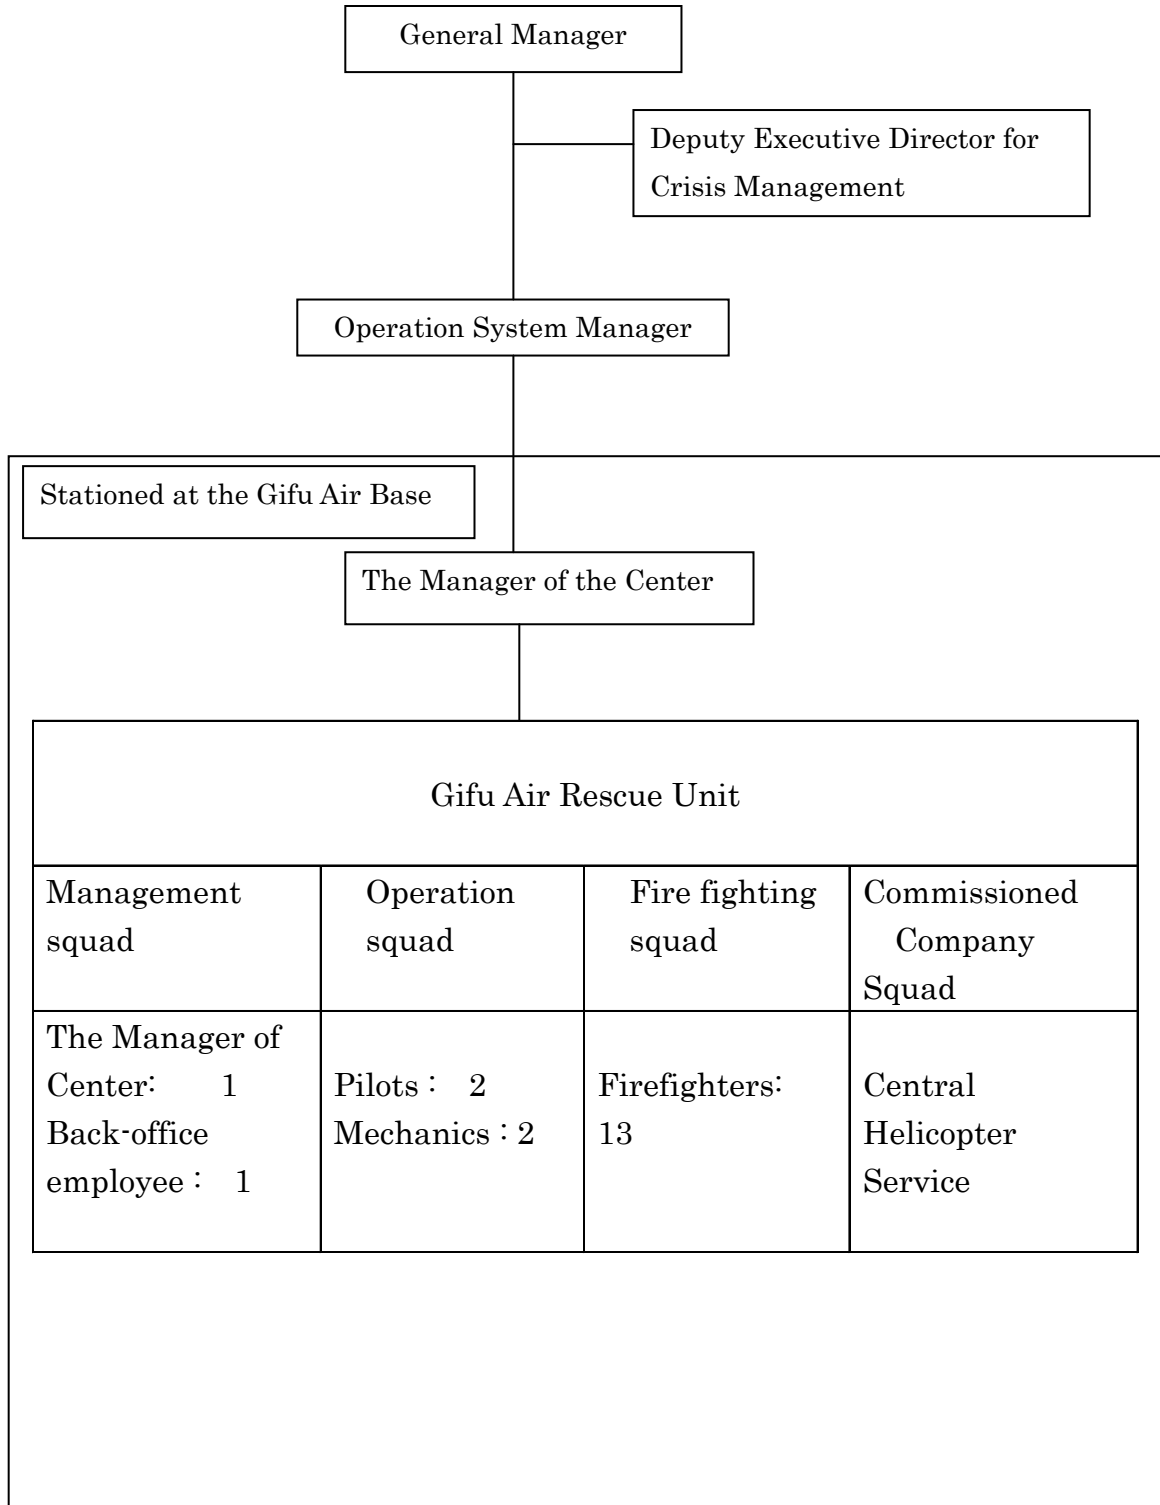 General Manager
Deputy Executive Director for
Crisis Management
Operation System Manager
Stationed at the Gifu Air Base
The Manager of the Center
Gifu Air Rescue Unit
Management
squad
Operation
squad
Fire fighting
squad
Commissioned
Company
Squad
The Manager of
Center: 1
Back-office
employee: 1
Pilots: 2
Mechanics: 2
Firefighters:
13
Central
Helicopter
Service